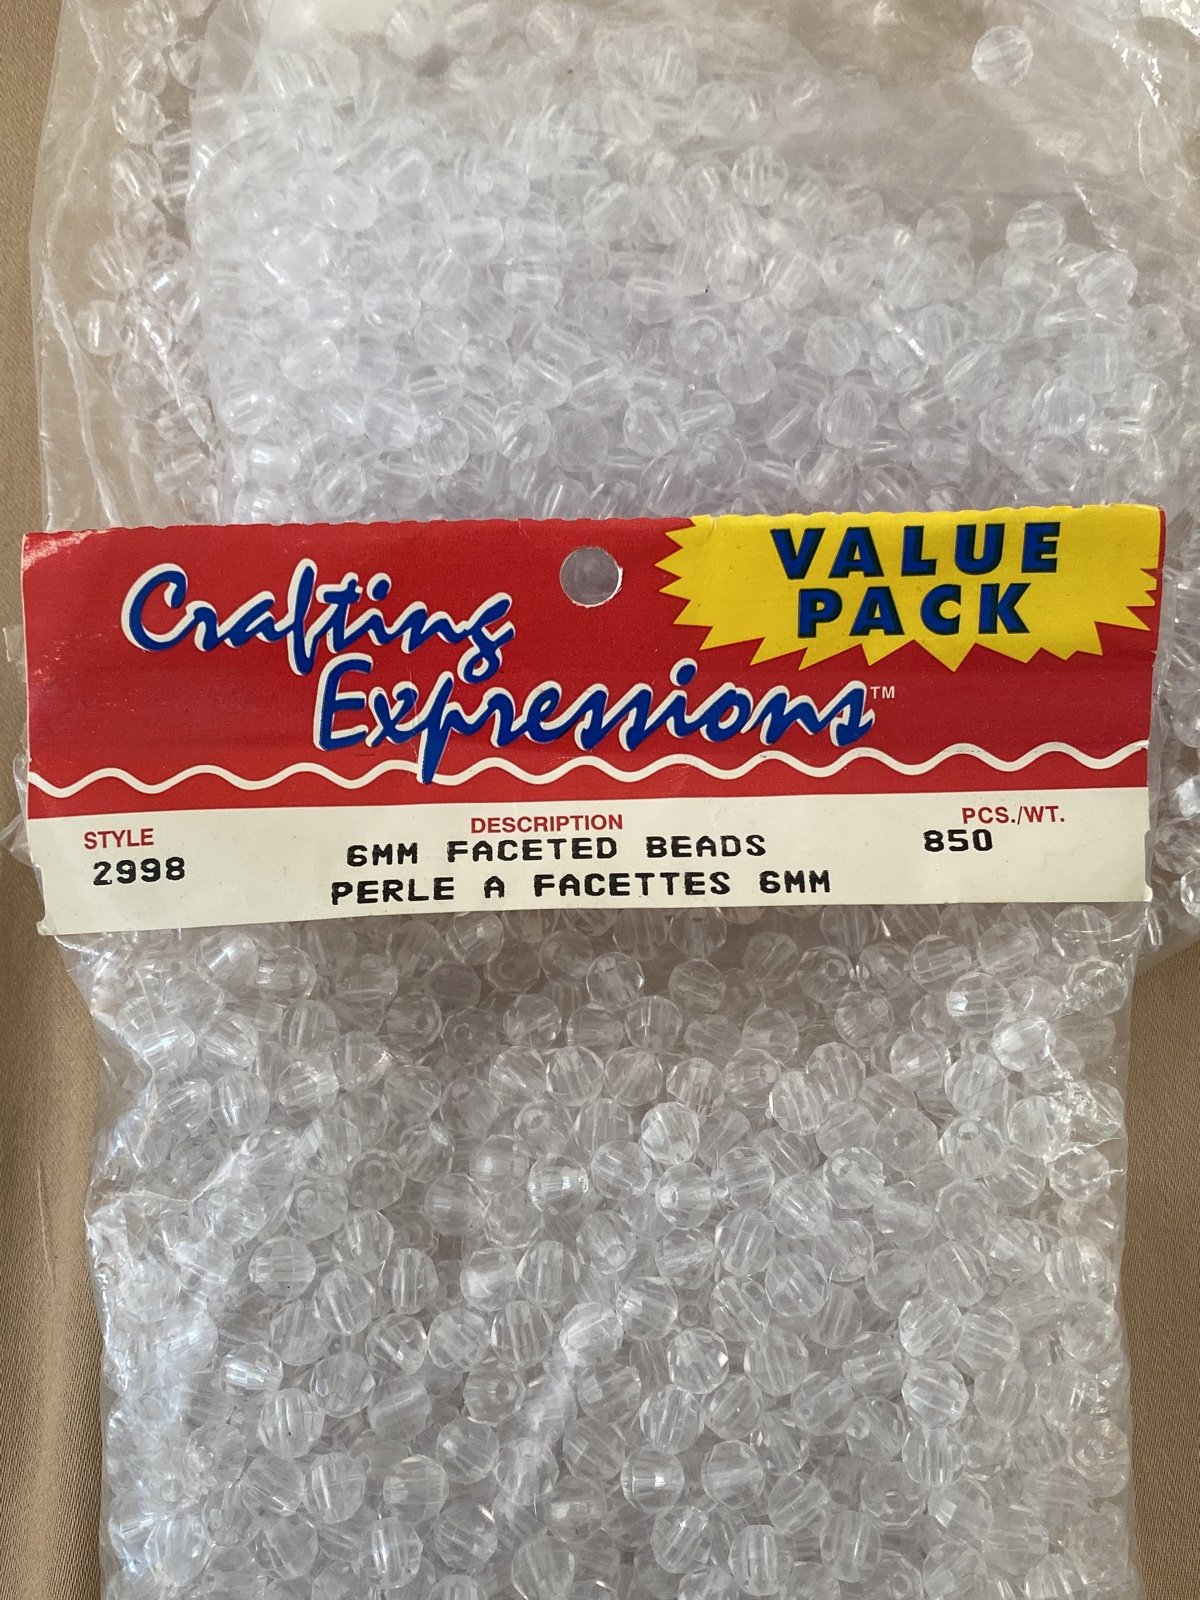 VALUE
PACK
Crafting
Expressions™
STYLE
2998
DESCRIPTION
6MM FACETED BEADS
PERLE A FACETTES 6MM
PCS./WT.
850